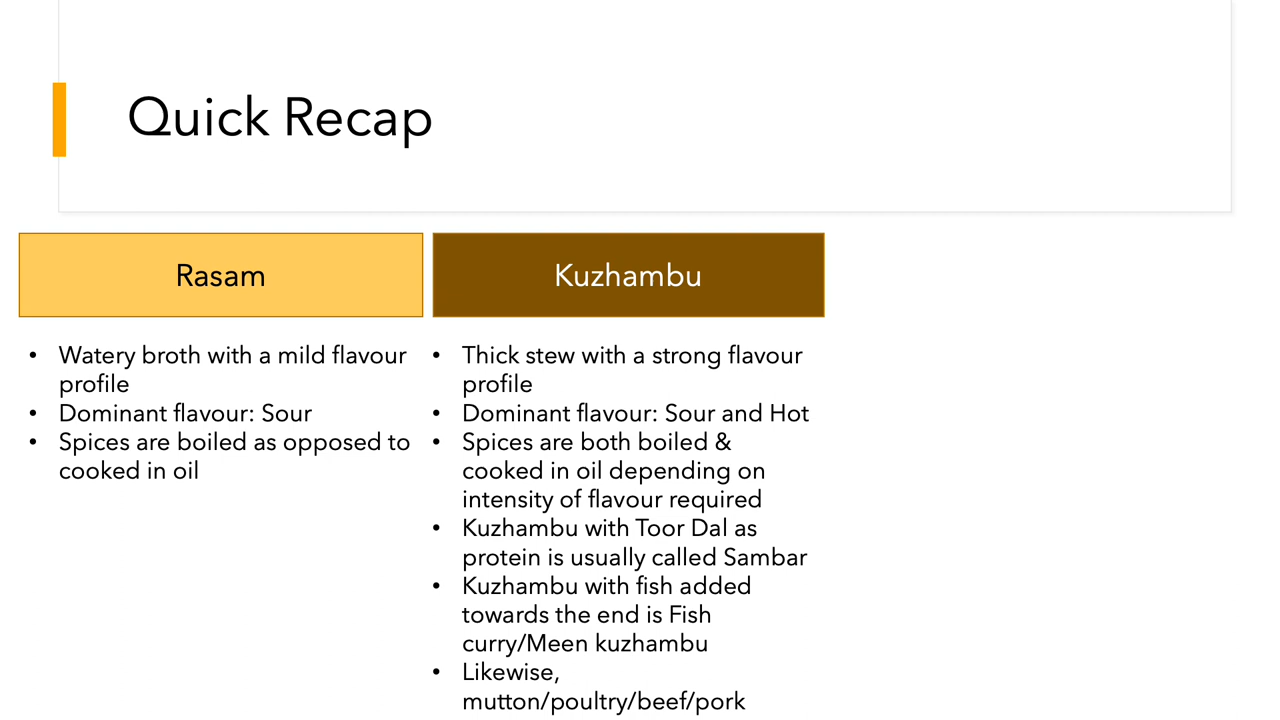 Quick Recap
Rasam
• Watery broth with a mild flavour
profile
• Dominant flavour: Sour
• Spices are boiled as opposed to
cooked in oil
Kuzhambu
• Thick stew with a strong flavour
profile
• Dominant flavour: Sour and Hot
• Spices are both boiled &
cooked in oil depending on
intensity of flavour required
• Kuzhambu with Toor Dal as
protein is usually called Sambar
• Kuzhambu with fish added
towards the end is Fish
curry/Meen kuzhambu
• Likewise,
mutton/poultry/beef/pork